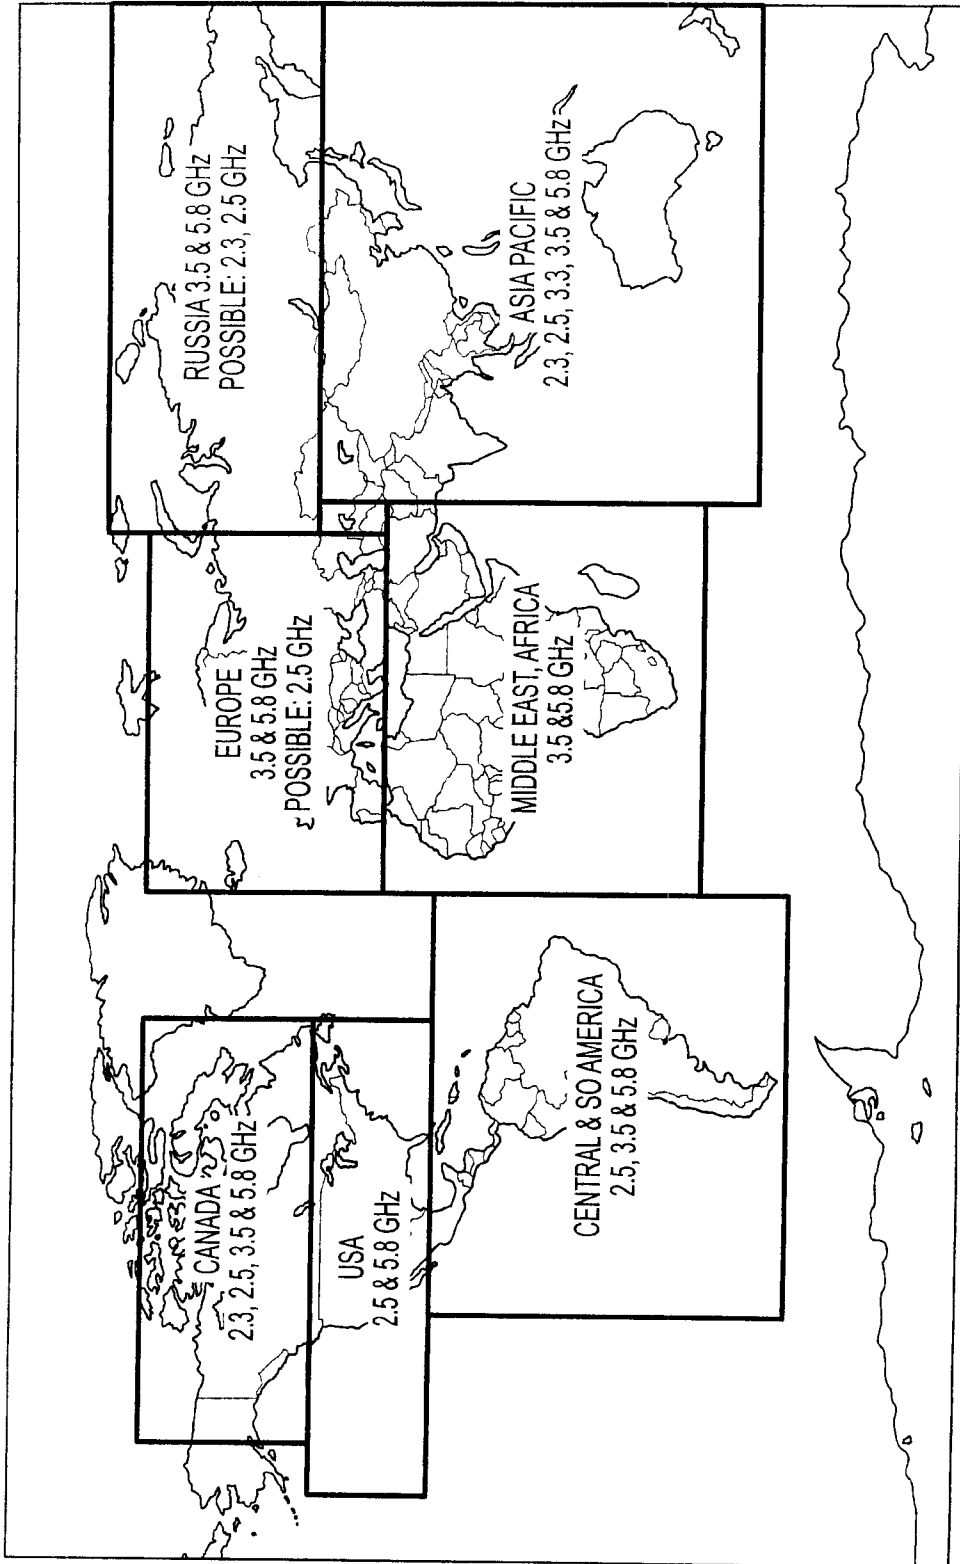 CANADA
2.3, 2.5, 3.5 & 5.8 GHz
USA
2.5 & 5.8 GHz
CENTRAL & SO AMERICA
2.5, 3.5 & 5.8 GHz
EUROPE
3.5 & 5.8 GHz
POSSIBLE: 2.5 GHz
MIDDLE EAST, AFRICA
3.5 &5.8 GHz
RUSSIA 3.5 & 5.8 GHz
POSSIBLE: 2.3, 2.5 GHz
ASIA PACIFIC
2.3, 2.5, 3.3, 3.5 & 5.8 GHz